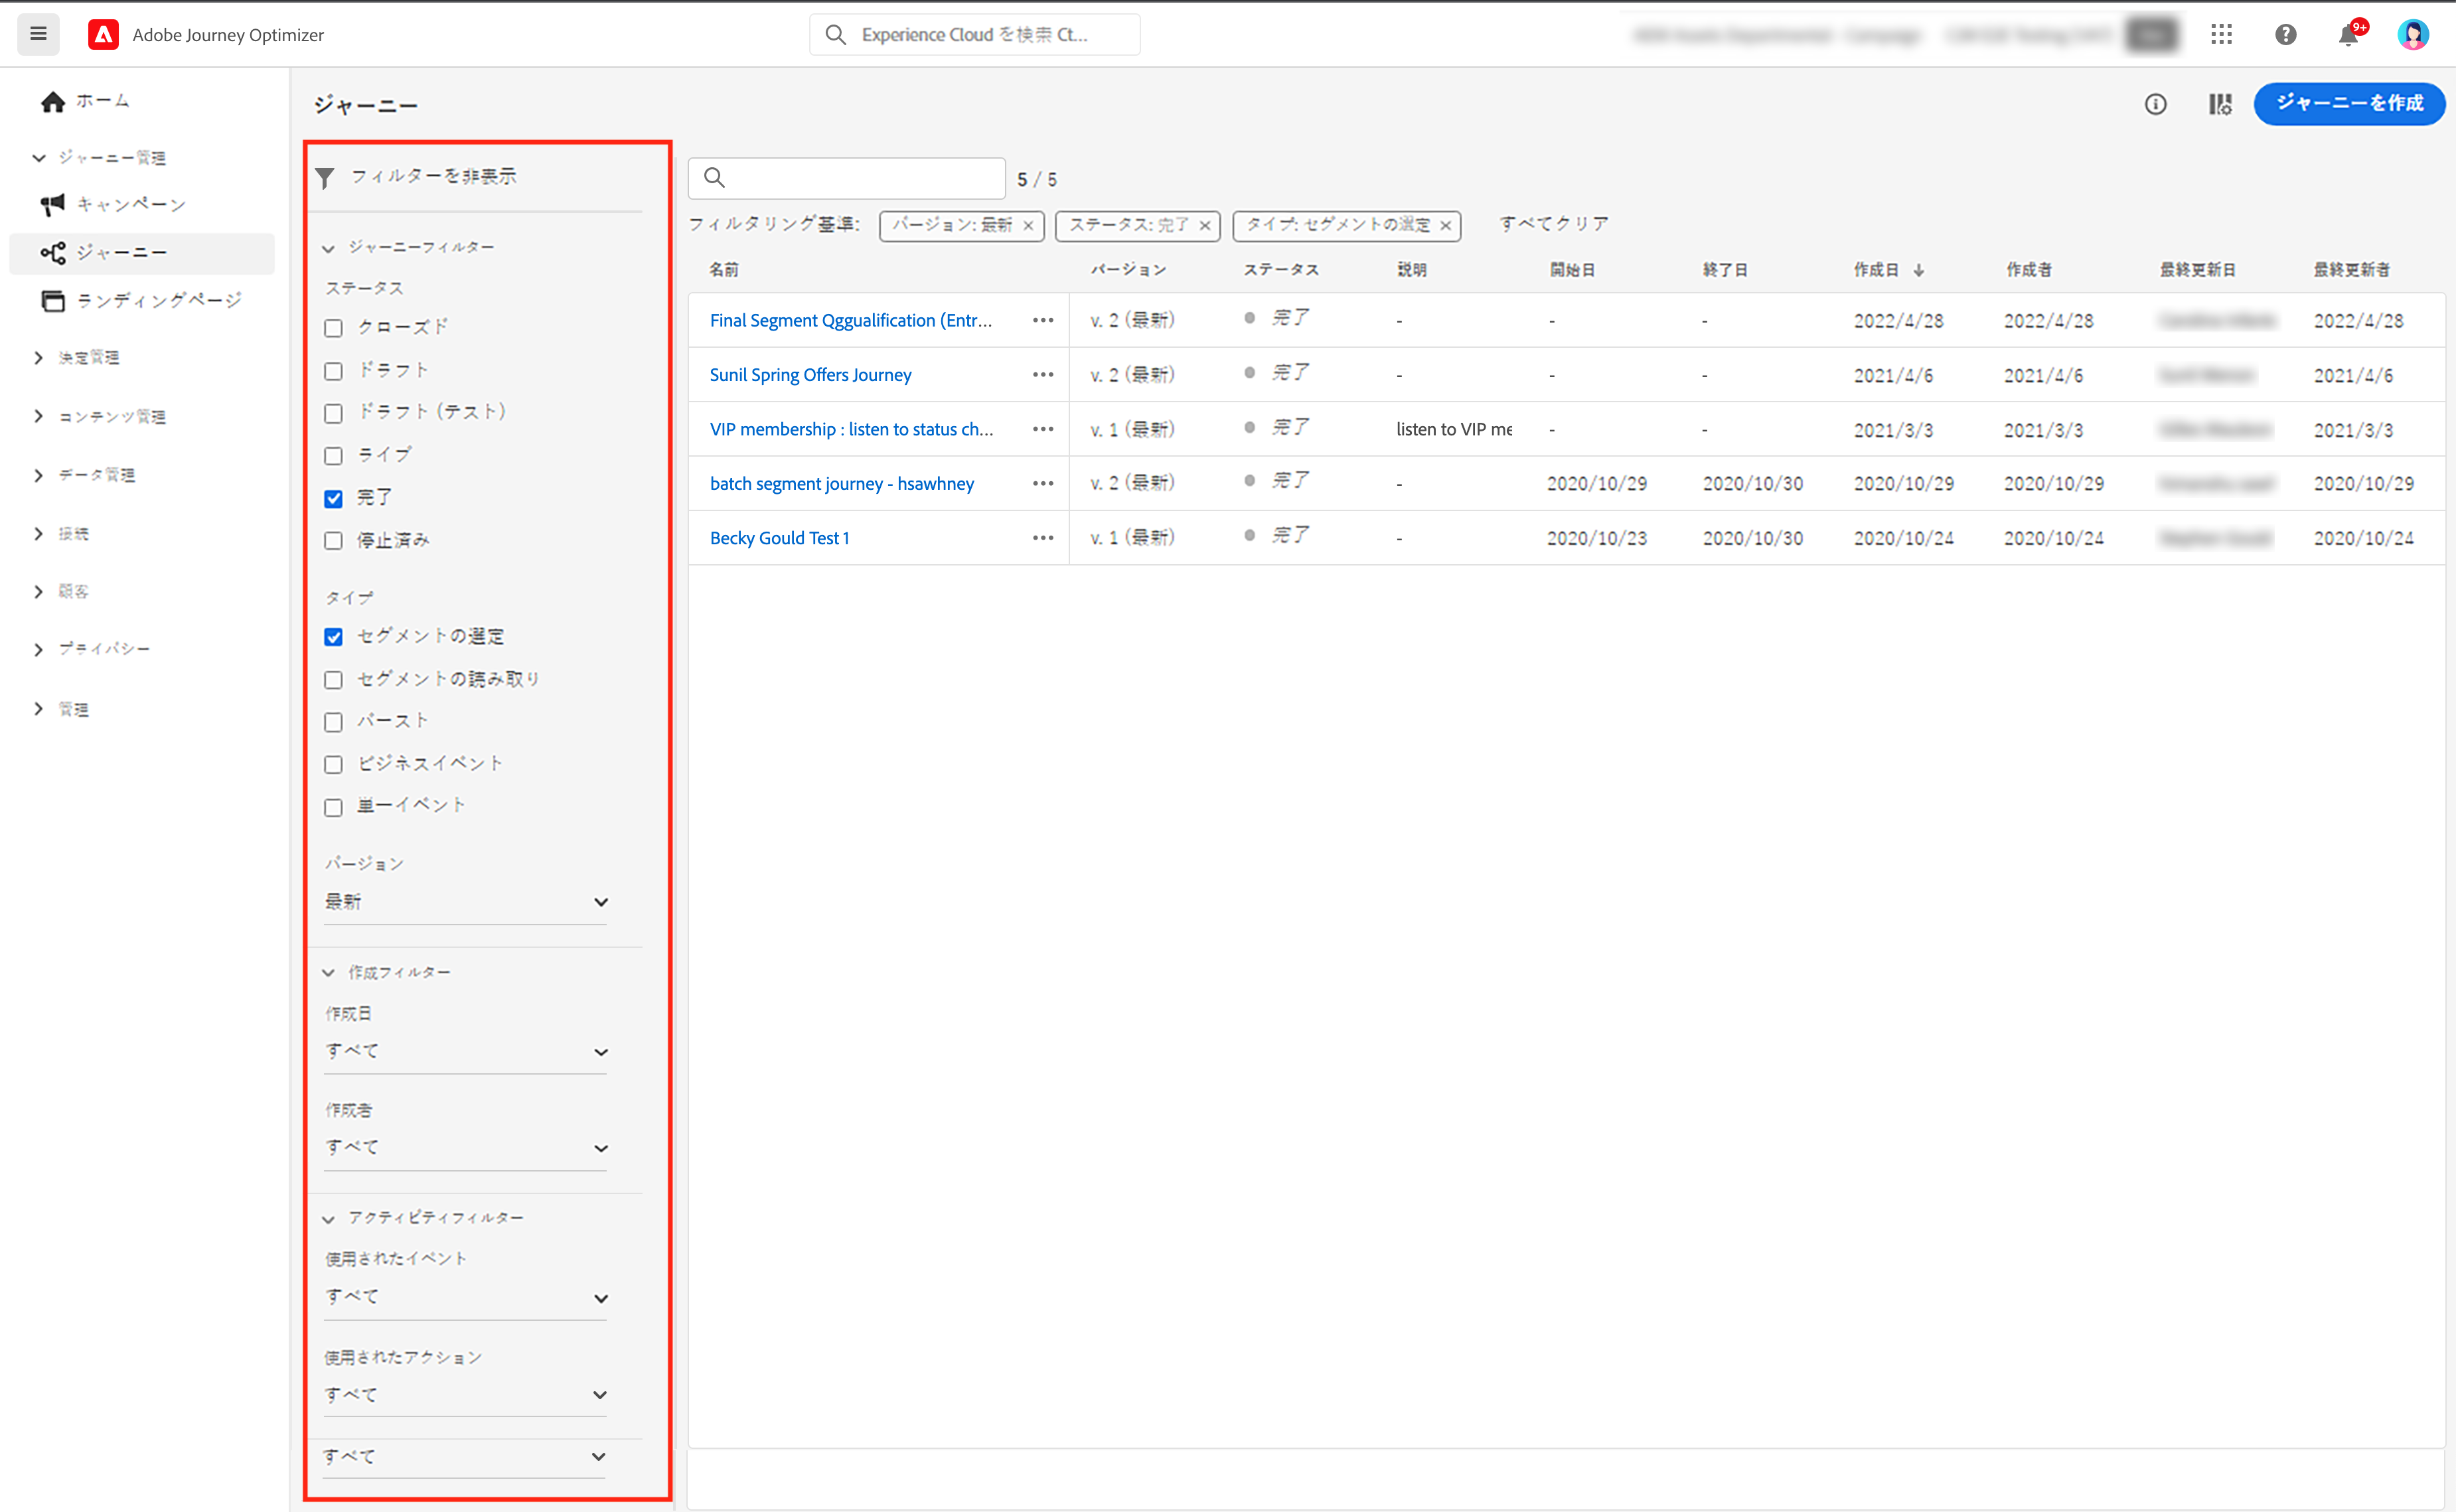 Adobe Journey Optimizer
Experience Cloud を検索 Ct...
9+
ホーム
ジャーニー管理
キャンペーン
ジャーニー
ランディングページ
決定管理
コンテンツ管理
データ管理
接続
顧客
プライバシー
管理
ジャーニー
ジャーニーを作成
フィルターを非表示
ジャーニーフィルター
ステータス
クローズド
ドラフト
ドラフト (テスト)
ライブ
完了
停止済み
タイプ
セグメントの選定
セグメントの読み取り
バースト
ビジネスイベント
単一イベント
バージョン
最新
作成フィルター
作成日
すべて
作成者
すべて
アクティビティフィルター
使用されたイベント
すべて
使用されたアクション
すべて
すべて
5 / 5
フィルタリング基準: バージョン: 最新 ステータス: 完了 タイプ: セグメントの選定 すべてクリア
名前 バージョン ステータス 説明 開始日 終了日 作成日 作成者 最終更新日 最終更新者
Final Segment Qggualification (Entr... v. 2 (最新) 完了 - - - 2022/4/28 2022/4/28 2022/4/28
Sunil Spring Offers Journey v. 2 (最新) 完了 - - - 2021/4/6 2021/4/6 2021/4/6
VIP membership : listen to status ch... v. 1 (最新) 完了 listen to VIP me - - 2021/3/3 2021/3/3 2021/3/3
batch segment journey - hsawhney v. 2 (最新) 完了 - 2020/10/29 2020/10/30 2020/10/29 2020/10/29 2020/10/29
Becky Gould Test 1 v. 1 (最新) 完了 - 2020/10/23 2020/10/30 2020/10/24 2020/10/24 2020/10/24